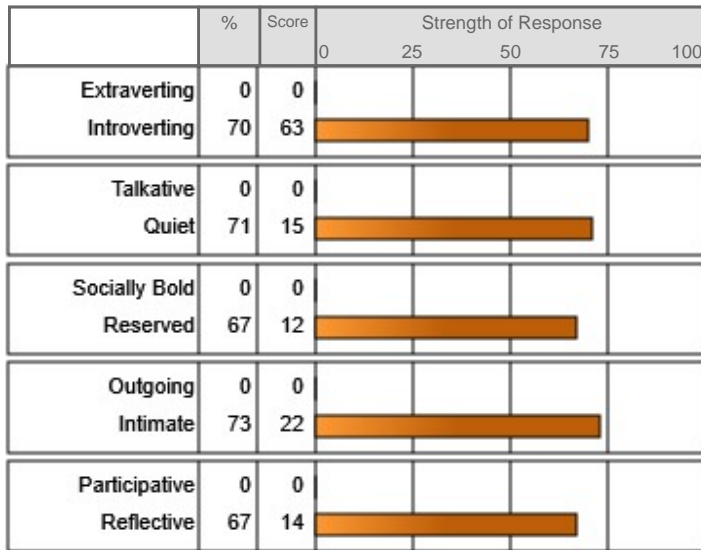 % Score Strength of Response
0 25 50 75 100
Extraverting 0 0
Introverting 70 63
Talkative 0 0
Quiet 71 15
Socially Bold 0 0
Reserved 67 12
Outgoing 0 0
Intimate 73 22
Participative 0 0
Reflective 67 14